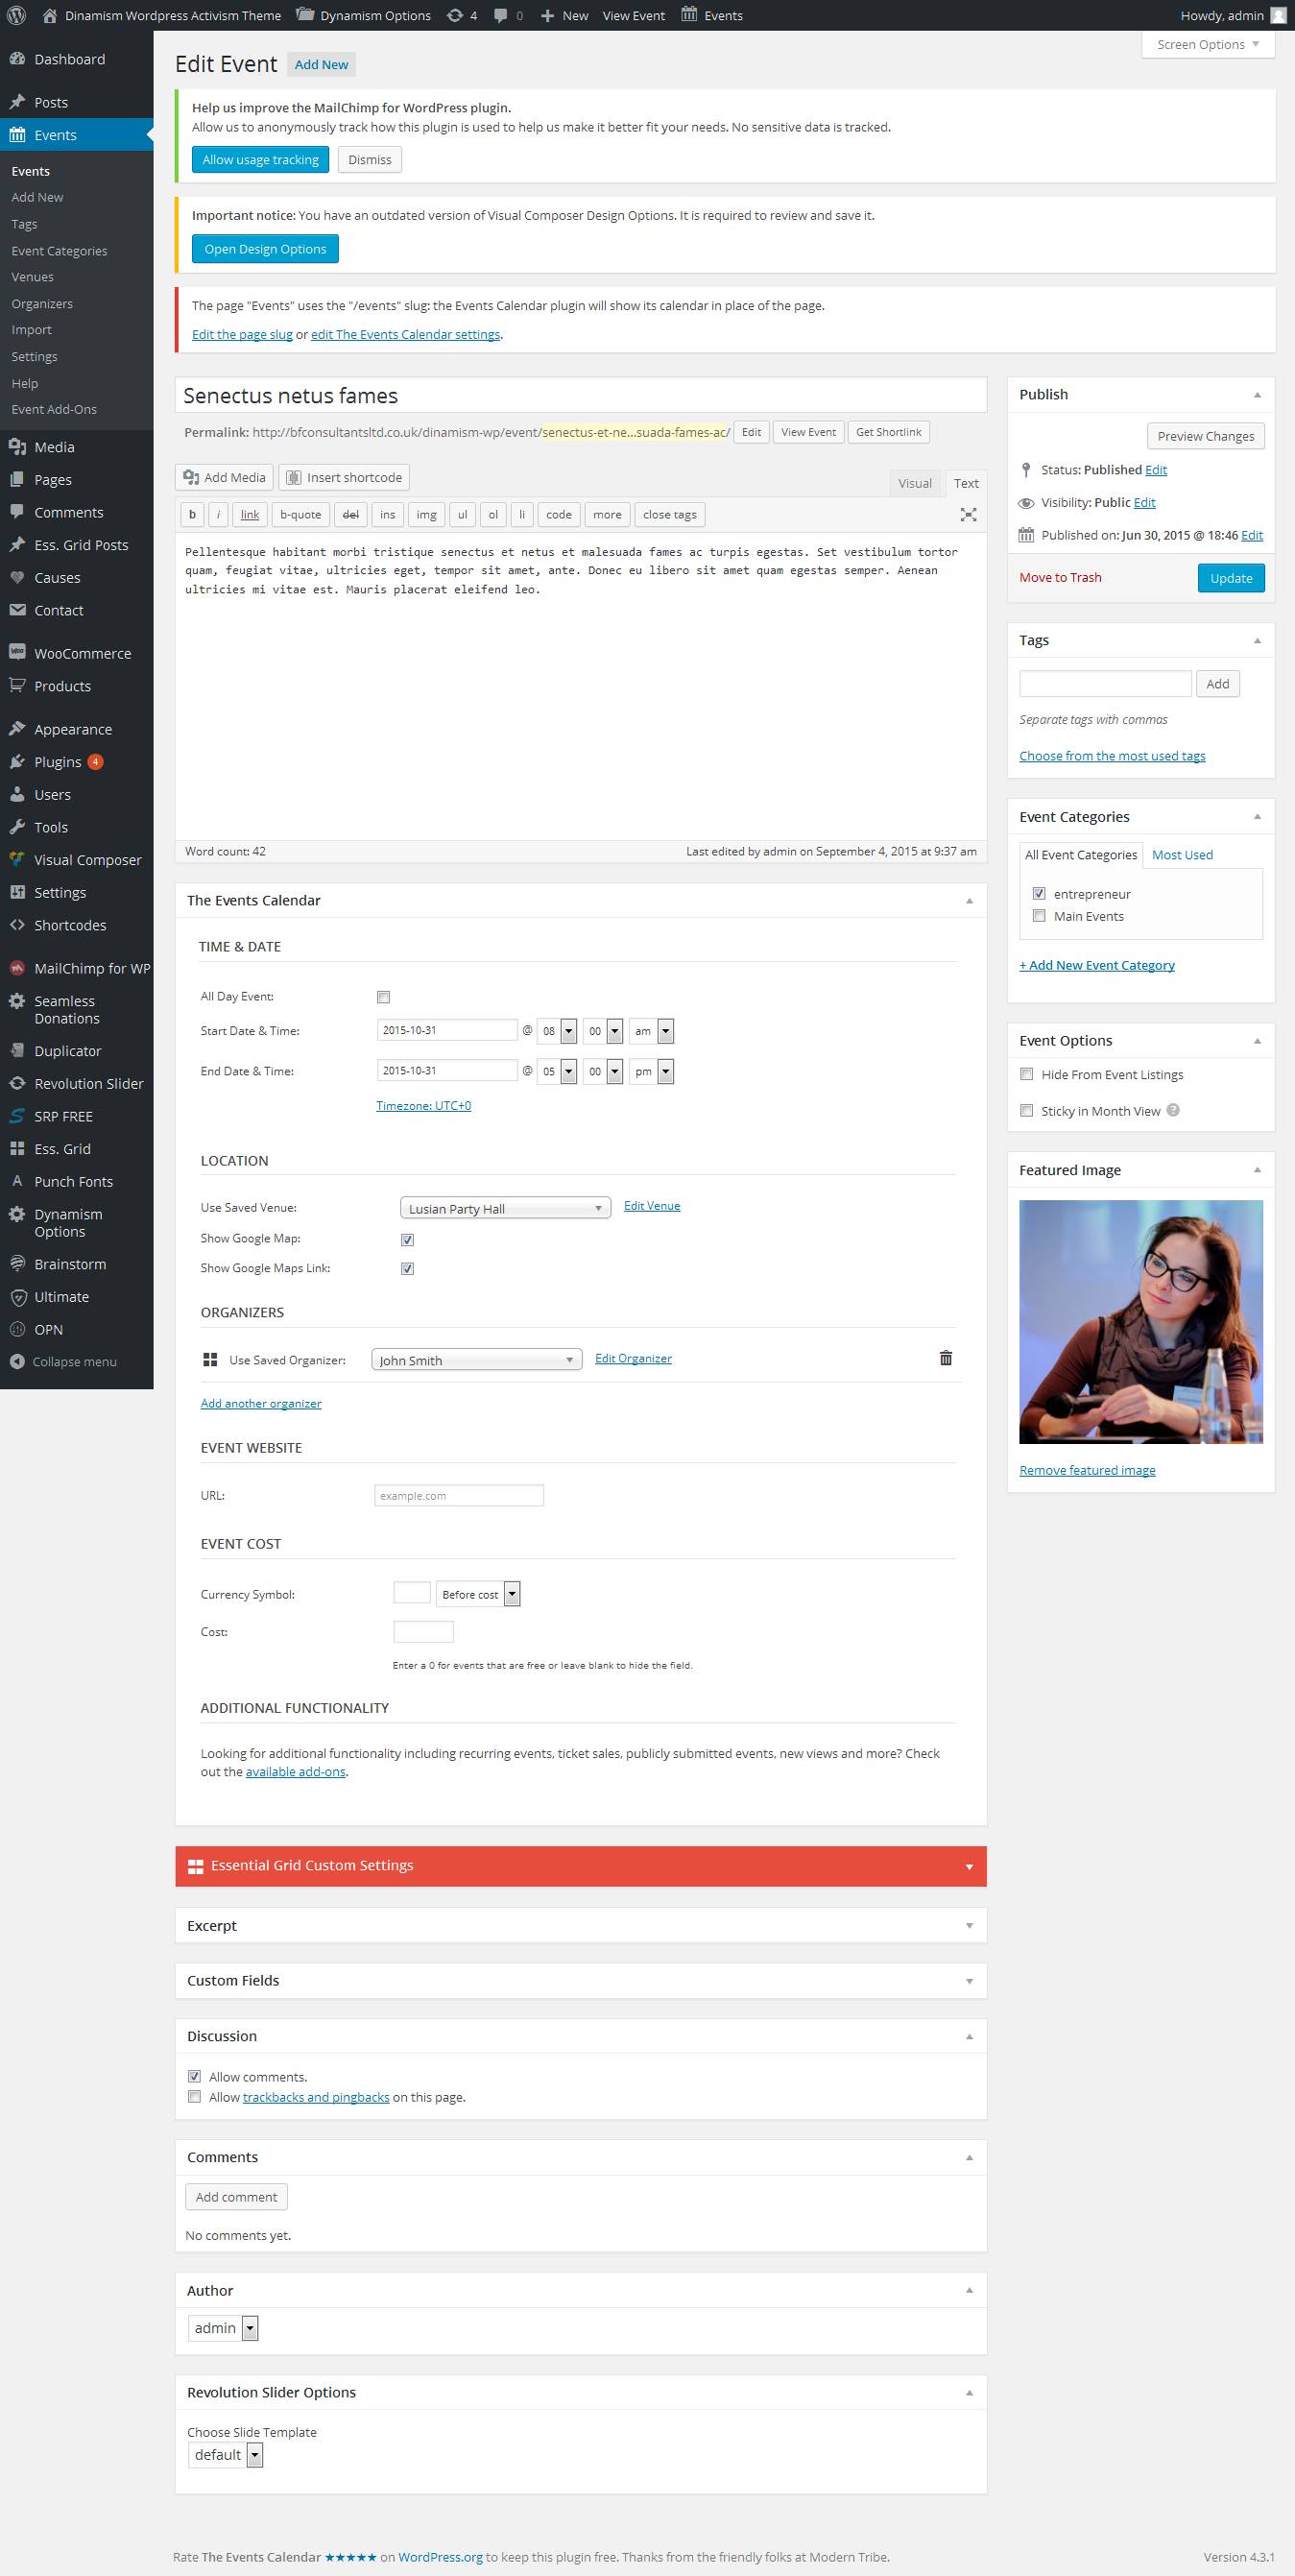 Dinamism Wordpress Activism Theme Dynamism Options 4 0 New View Event Events Howdy, admin
Dashboard
Posts
Events
Events
Add New
Tags
Event Categories
Venues
Organizers
Import
Settings
Help
Event Add-Ons
Media
Pages
Comments
Ess. Grid Posts
Causes
Contact
WooCommerce
Products
Appearance
Plugins 4
Users
Tools
Visual Composer
Settings
Shortcodes
MailChimp for WP
Seamless
Donations
Duplicator
Revolution Slider
SRP FREE
Ess. Grid
Punch Fonts
Dynamism
Options
Brainstorm
Ultimate
OPN
Collapse menu
Screen Options
Edit Event Add New
Help us improve the MailChimp for WordPress plugin.
Allow us to anonymously track how this plugin is used to help us make it better fit your needs. No sensitive data is tracked.
Allow usage tracking Dismiss
Important notice: You have an outdated version of Visual Composer Design Options. It is required to review and save it.
Open Design Options
The page "Events" uses the "/events" slug: the Events Calendar plugin will show its calendar in place of the page.
Edit the page slug or edit The Events Calendar settings.
Senectus netus fames
Permalink: http://bfconsultantsltd.co.uk/dinamism-wp/event/senectus-et-ne...suada-fames-ac/ Edit View Event Get Shortlink
Add Media Insert shortcode Visual Text
b i link b-quote del ins img ul ol li code more close tags
Pellentesque habitant morbi tristique senectus et netus et malesuada fames ac turpis egestas. Set vestibulum tortor
quam, feugiat vitae, ultricies eget, tempor sit amet, ante. Donec eu libero sit amet quam egestas semper. Aenean
ultricies mi vitae est. Mauris placerat eleifend leo.
Word count: 42 Last edited by admin on September 4, 2015 at 9:37 am
The Events Calendar
TIME & DATE
All Day Event:
Start Date & Time: 2015-10-31 @ 08 00 am
End Date & Time: 2015-10-31 @ 05 00 pm
Timezone: UTC+0
LOCATION
Use Saved Venue: Lusian Party Hall Edit Venue
Show Google Map:
Show Google Maps Link:
ORGANIZERS
Use Saved Organizer: John Smith Edit Organizer
Add another organizer
EVENT WEBSITE
URL: example.com
EVENT COST
Currency Symbol: Before cost
Cost:
Enter a 0 for events that are free or leave blank to hide the field.
ADDITIONAL FUNCTIONALITY
Looking for additional functionality including recurring events, ticket sales, publicly submitted events, new views and more? Check
out the available add-ons.
Essential Grid Custom Settings
Excerpt
Custom Fields
Discussion
Allow comments.
Allow trackbacks and pingbacks on this page.
Comments
Add comment
No comments yet.
Author
admin
Revolution Slider Options
Choose Slide Template
default
Publish
Preview Changes
Status: Published Edit
Visibility: Public Edit
Published on: Jun 30, 2015 @ 18:46 Edit
Move to Trash Update
Tags
Add
Separate tags with commas
Choose from the most used tags
Event Categories
All Event Categories Most Used
entrepreneur
Main Events
+ Add New Event Category
Event Options
Hide From Event Listings
Sticky in Month View ?
Featured Image
Remove featured image
Rate The Events Calendar ★★★★★ on WordPress.org to keep this plugin free. Thanks from the friendly folks at Modern Tribe. Version 4.3.1